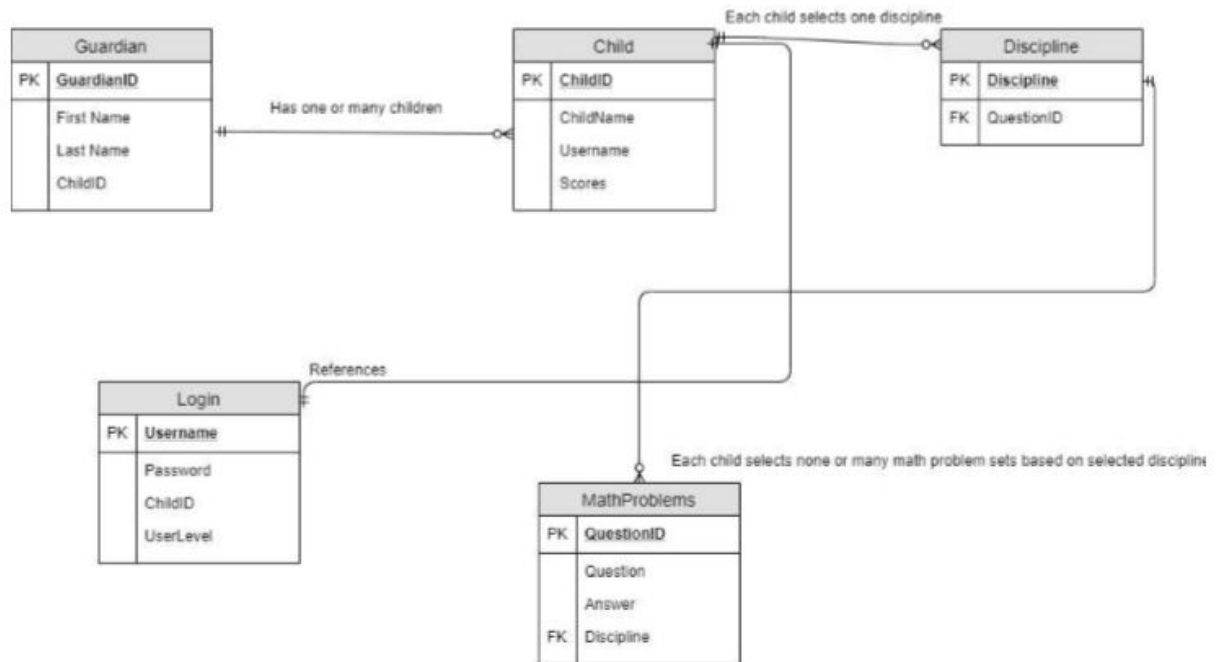 Each child selects one discipline
Guardian
PK GuardianID
First Name
Last Name
ChildID
Has one or many children
Child
PK ChildID
ChildName
Username
Scores
Discipline
PK Discipline
FK QuestionID
References
Login
PK Username
Password
ChildID
UserLevel
Each child selects none or many math problem sets based on selected discipline
MathProblems
PK QuestionID
Question
Answer
FK Discipline